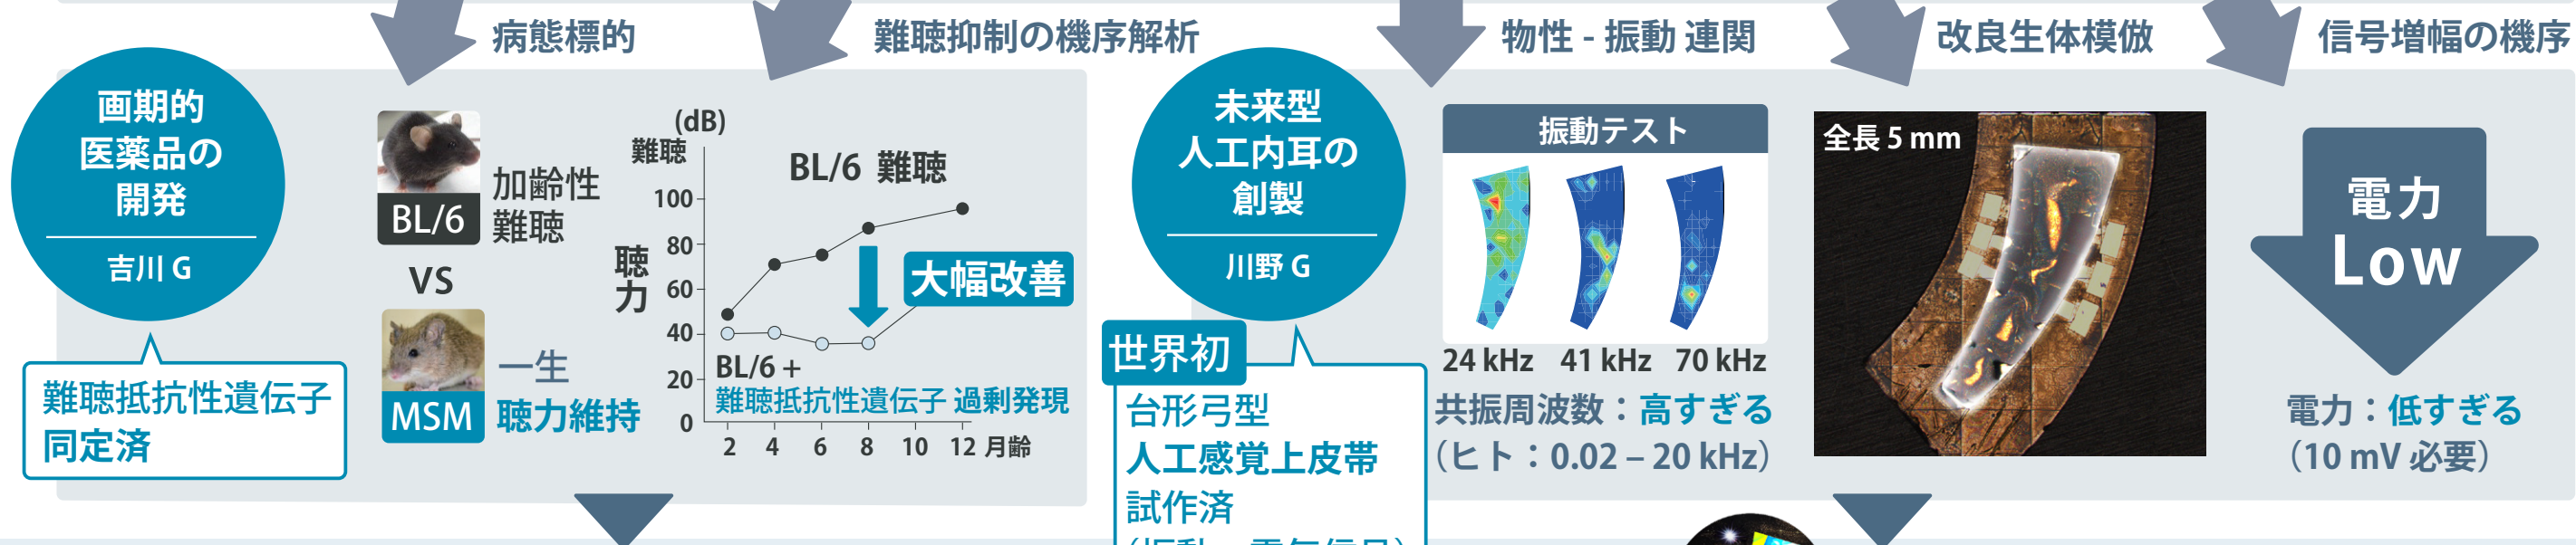 病態標的
難聴抑制の機序解析
物性 - 振動 連関
改良生体模倣
信号増幅の機序
画期的
医薬品の
開発
吉川 G
難聴抵抗性遺伝子
同定済
BL/6
加齢性
難聴
VS
MSM
一生
聴力維持
(dB)
難聴
聴力
100
80
60
40
20
0
BL/6 難聴
大幅改善
BL/6 +
難聴抵抗性遺伝子 過剰発現
2 4 6 8 10 12 月齢
未来型
人工内耳の
創製
川野 G
世界初
台形弓型
人工感覚上皮帯
試作済
振動テスト
24 kHz 41 kHz 70 kHz
共振周波数：高すぎる
（ヒト：0.02 – 20 kHz）
全長 5 mm
電力
Low
電力：低すぎる
（10 mV 必要）